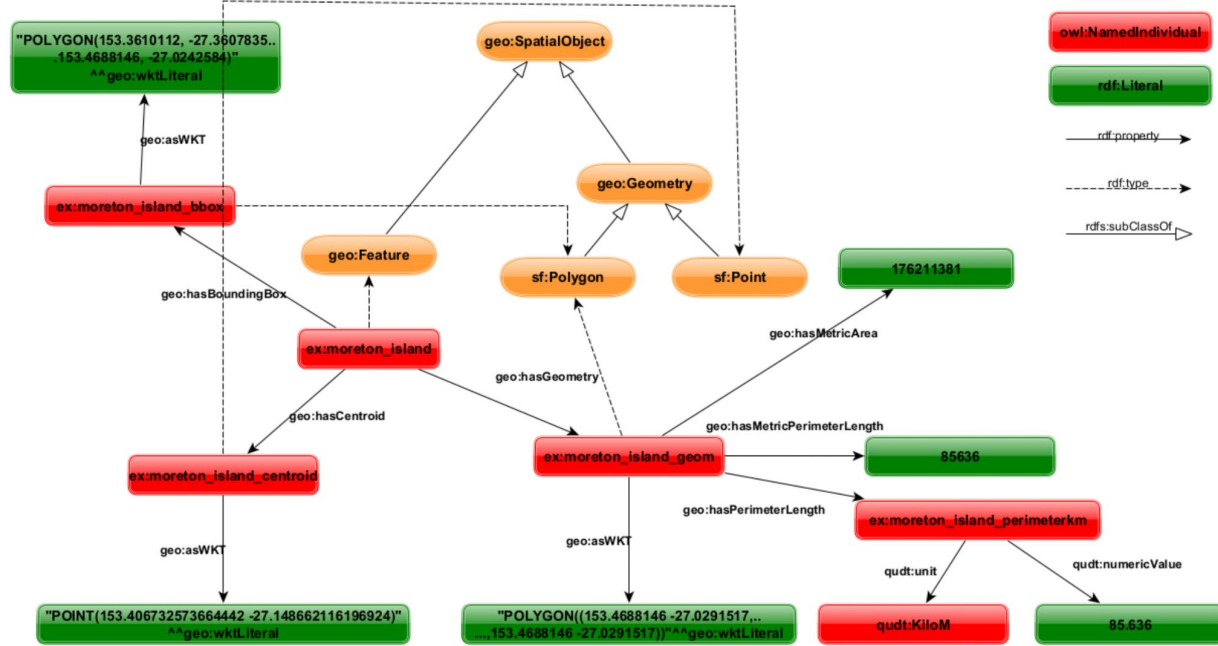 "POLYGON(153.3610112, -27.3607835..
.153.4688146, -27.0242584)"
^^geo:wktLiteral
geo:SpatialObject
owl:NamedIndividual
rdf:Literal
rdf:property
rdf:type
rdfs:subClassOf
geo:asWKT
geo:Geometry
ex:moreton_island_bbox
geo:Feature
sf:Polygon
sf:Point
176211381
geo:hasBoundingBox
geo:hasMetricArea
ex:moreton_island
geo:hasGeometry
geo:hasCentroid
geo:hasMetricPerimeterLength
ex:moreton_island_centroid
ex:moreton_island_geom
85636
geo:hasPerimeterLength
ex:moreton_island_perimeterkm
geo:asWKT
geo:asWKT
qudt:unit
qudt:numericValue
"POINT(153.406732573664442 -27.148662116196924)"
^^geo:wktLiteral
"POLYGON((153.4688146 -27.0291517,..
...,153.4688146 -27.0291517))"^^geo:wktLiteral
qudt:KiloM
85.636